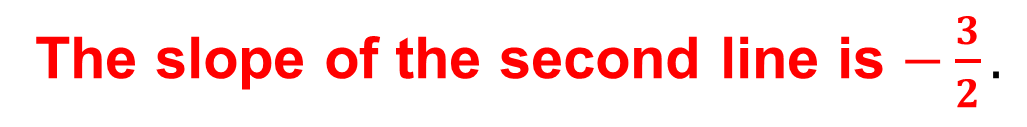 The slope of the second line is −3/2.